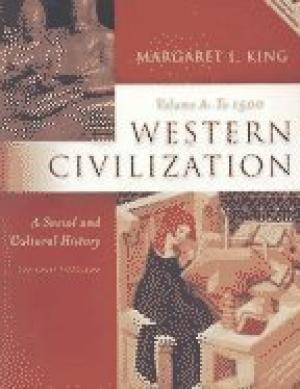 MARGARET L. KING
Volume A: To 1500
WESTERN
CIVILIZATION
A Social and
Cultural History